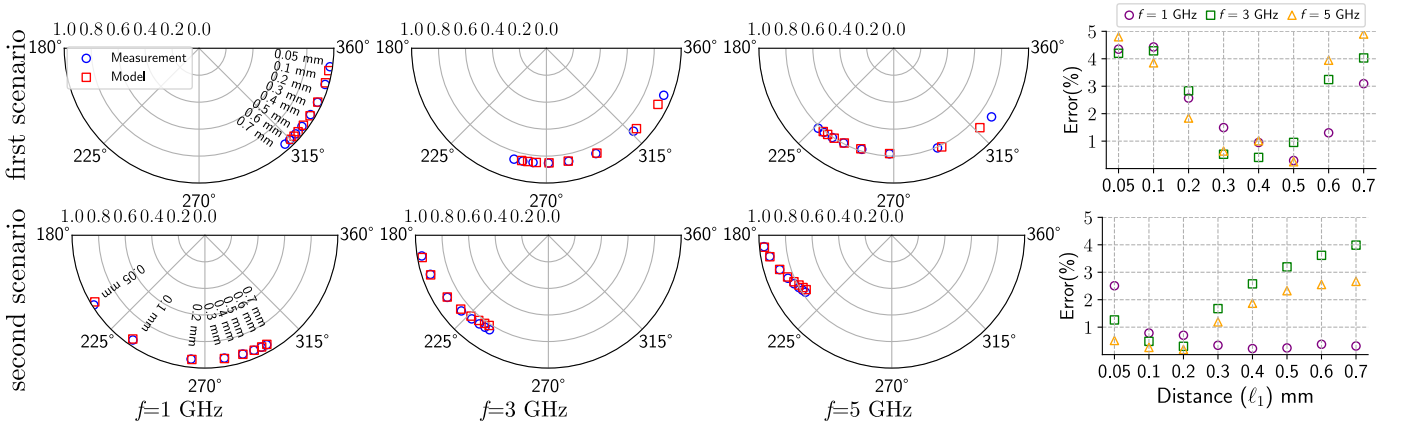 first scenario
1.0 0.8 0.6 0.4 0.2 0.0
180°
360°
225°
315°
270°
Measurement
Model
0.05 mm
0.1 mm
0.2 mm
0.3 mm
0.4 mm
0.5 mm
0.6 mm
0.7 mm
1.0 0.8 0.6 0.4 0.2 0.0
180°
360°
225°
315°
270°
1.0 0.8 0.6 0.4 0.2 0.0
180°
360°
225°
315°
270°
f = 1 GHz f = 3 GHz f = 5 GHz
Error(%)
5
4
3
2
1
0.05 0.1 0.2 0.3 0.4 0.5 0.6 0.7
second scenario
1.0 0.8 0.6 0.4 0.2 0.0
180°
360°
225°
315°
270°
0.05 mm
0.1 mm
0.2 mm
0.3 mm
0.4 mm
0.5 mm
0.6 mm
0.7 mm
f=1 GHz
1.0 0.8 0.6 0.4 0.2 0.0
180°
360°
225°
315°
270°
f=3 GHz
1.0 0.8 0.6 0.4 0.2 0.0
180°
360°
225°
315°
270°
f=5 GHz
Error(%)
5
4
3
2
1
0.05 0.1 0.2 0.3 0.4 0.5 0.6 0.7
Distance (ℓ₁) mm